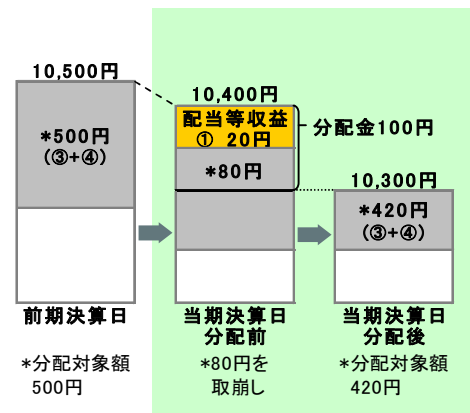 10,500円
*500円
(③+④)
前期決算日
*分配対象額
500円
10,400円
配当等収益
① 20円
*80円
分配金100円
当期決算日
分配前
*80円を
取崩し
10,300円
*420円
(③+④)
当期決算日
分配後
*分配対象額
420円